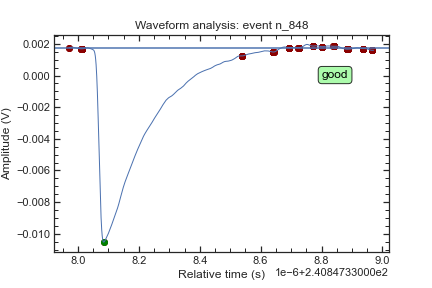 Waveform analysis: event n_848
0.002
0.000
−0.002
−0.004
−0.006
−0.008
−0.010
Amplitude (V)
good
8.0 8.2 8.4 8.6 8.8 9.0
Relative time (s)
1e−6+2.4084733000e2